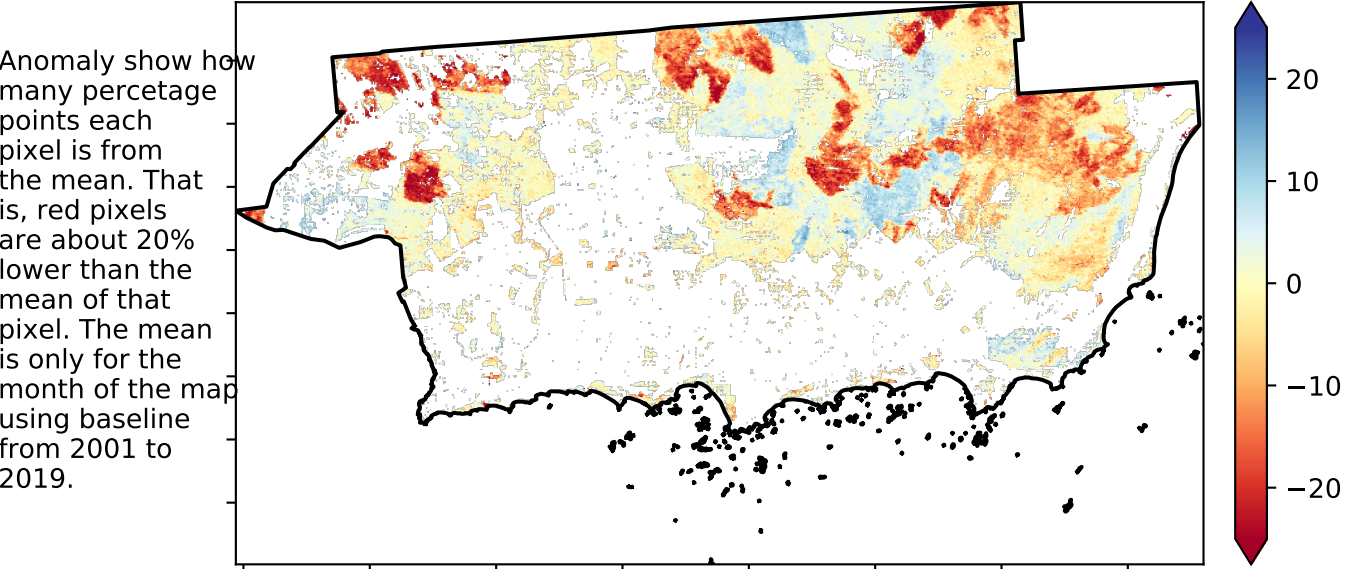 Anomaly show how
many percetage
points each
pixel is from
the mean. That
is, red pixels
are about 20%
lower than the
mean of that
pixel. The mean
is only for the
month of the map
using baseline
from 2001 to
2019.
20
10
0
−10
−20